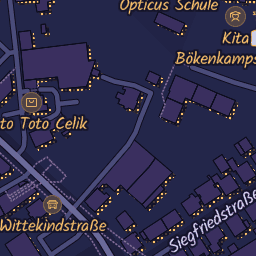 Opticus Schule
Kita
Bökenkamps
to Toto Celik
Wittekindstraße
Siegfriedstraße